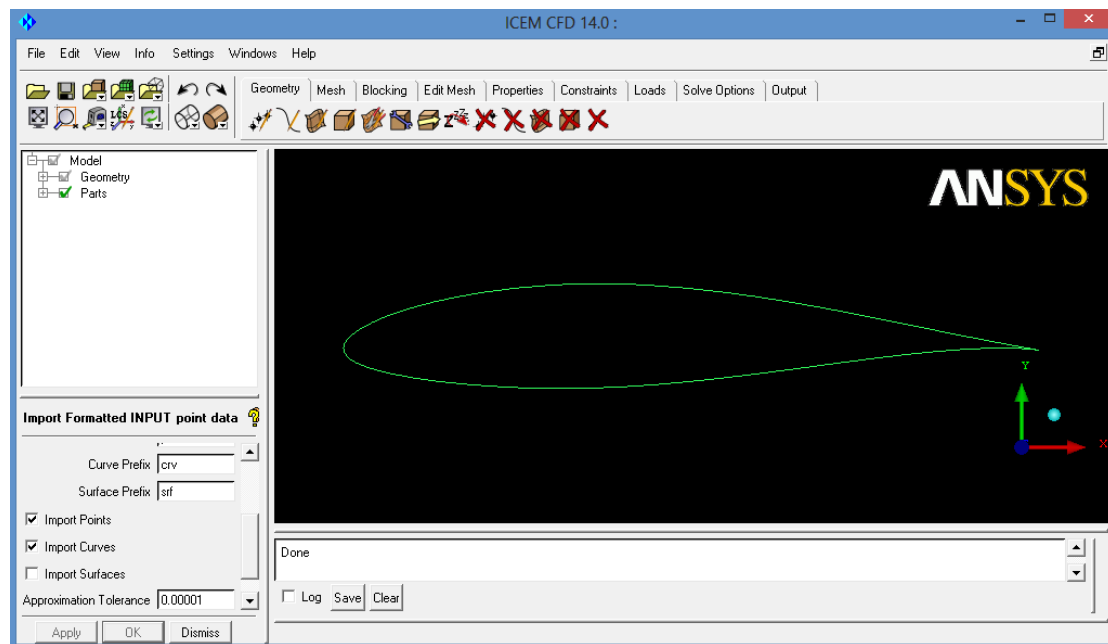 ICEM CFD 14.0 :
File Edit View Info Settings Windows Help
Geometry Mesh Blocking Edit Mesh Properties Constraints Loads Solve Options Output
Model
Geometry
Parts
ANSYS
Import Formatted INPUT point data
Curve Prefix crv
Surface Prefix srf
Import Points
Import Curves
Import Surfaces
Approximation Tolerance 0.00001
Apply OK Dismiss
Y
X
Done
Log Save Clear